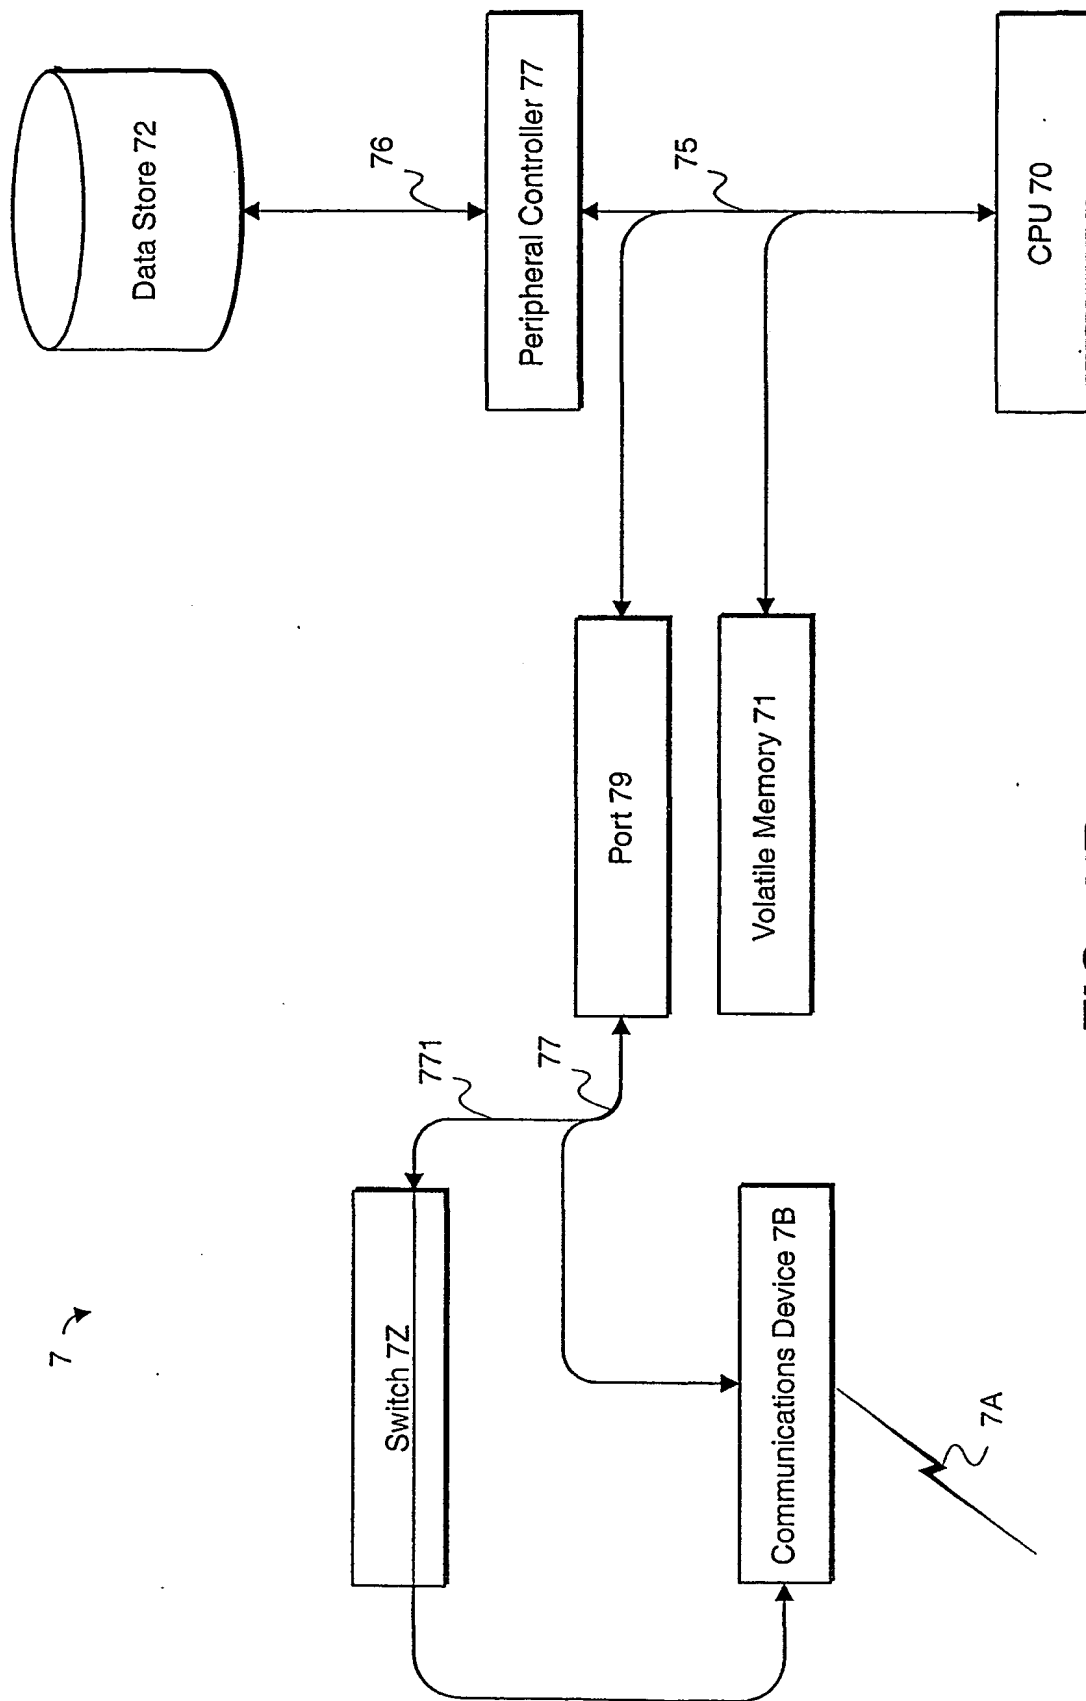 7
Switch 7Z
771
77
Communications Device 7B
7A
Port 79
Volatile Memory 71
Data Store 72
76
Peripheral Controller 77
75
CPU 70